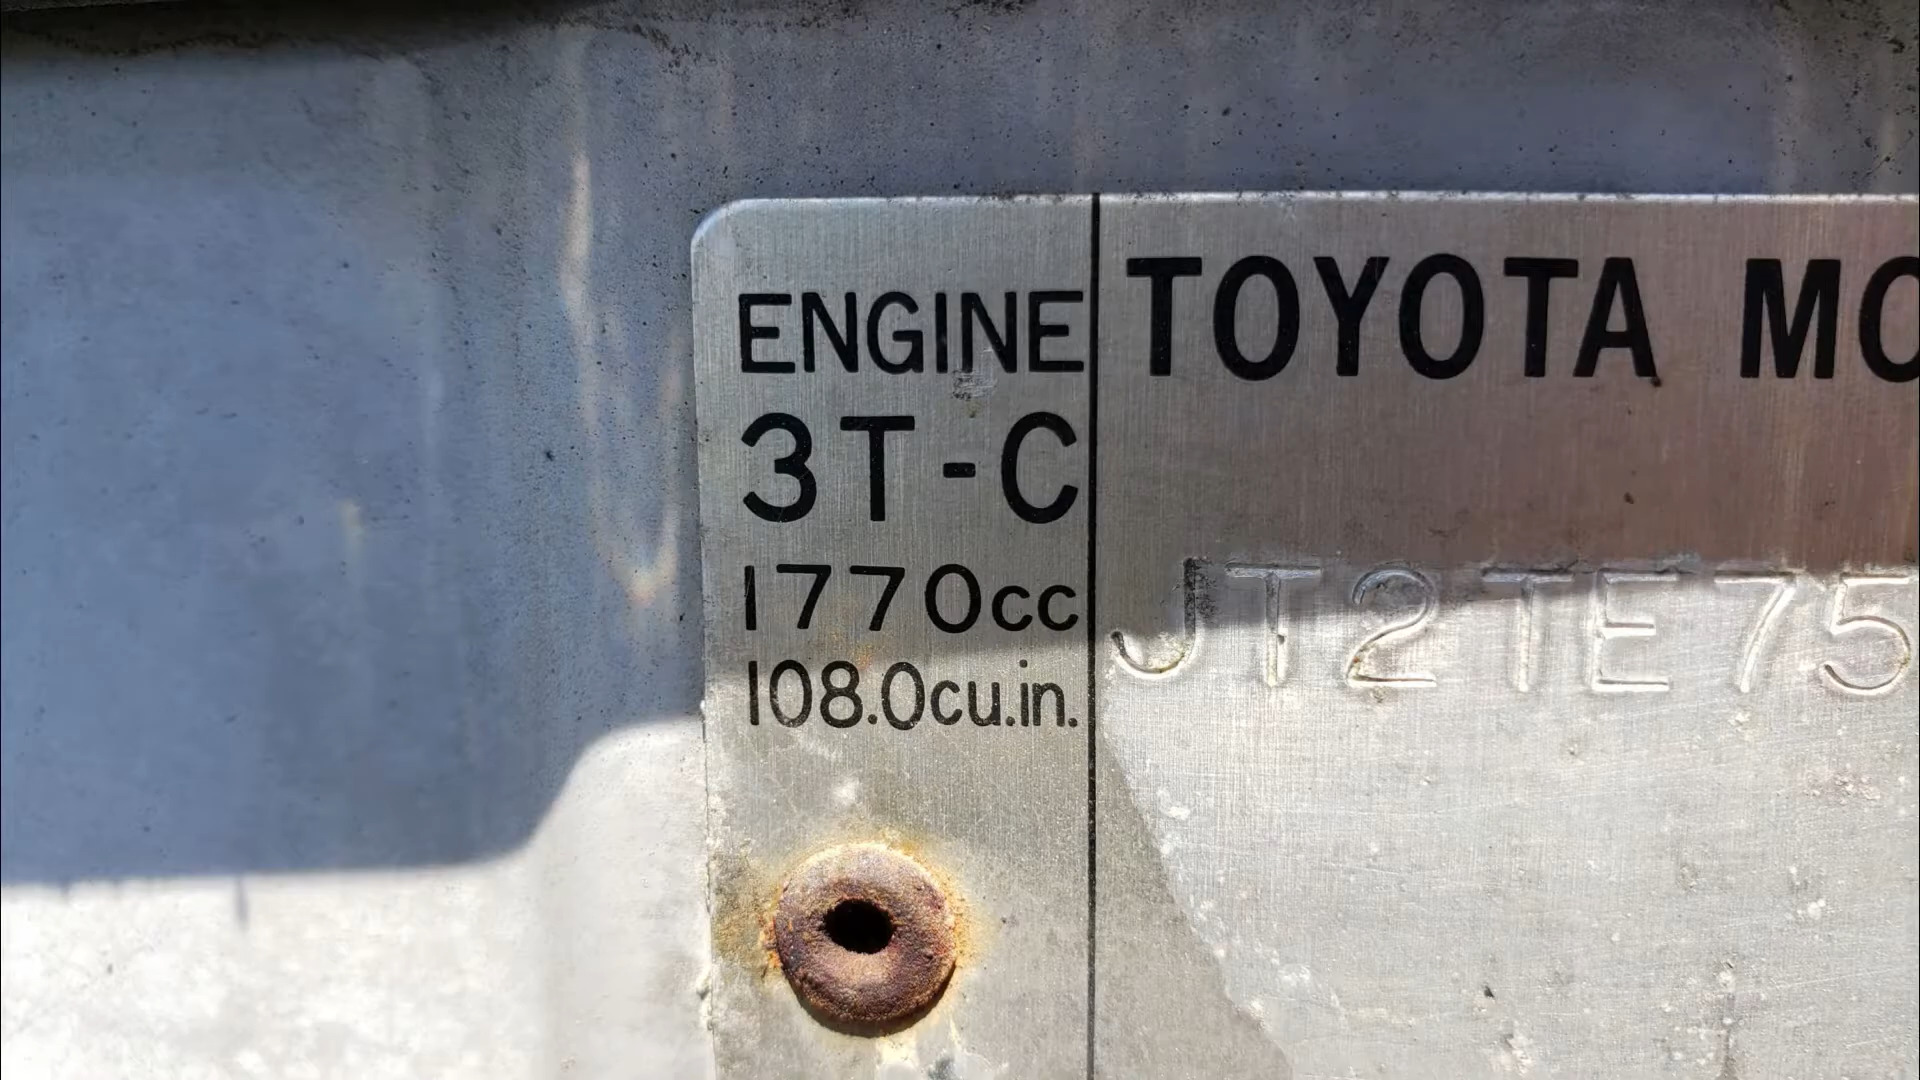 ENGINE
3T-C
1770cc
108.0cu.in.
TOYOTA MO
JT2TE75